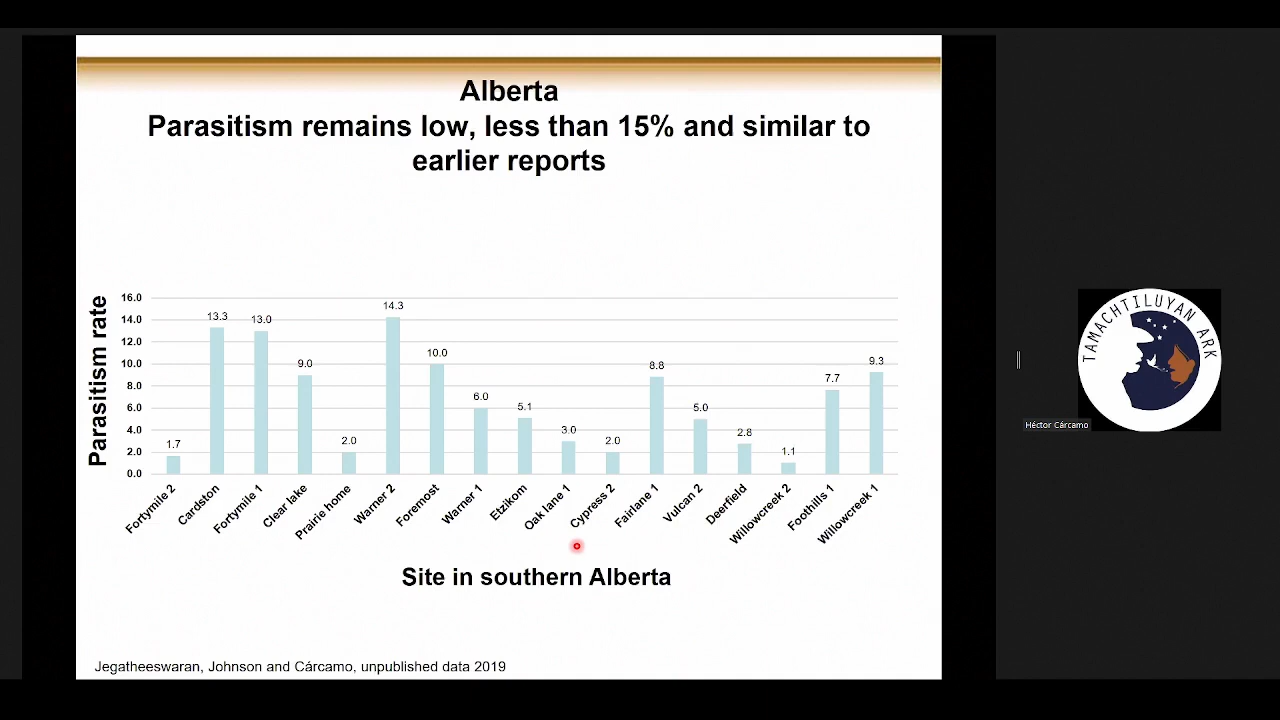 Alberta
Parasitism remains low, less than 15% and similar to
earlier reports
Parasitism rate
16.0
14.0
12.0
10.0
8.0
6.0
4.0
2.0
0.0
1.7
13.3
13.0
9.0
2.0
14.3
10.0
6.0
5.1
3.0
2.0
8.8
5.0
2.8
1.1
7.7
9.3
Fortymile 2
Cardston
Fortymile 1
Clear lake
Prairie home
Warner 2
Foremost
Warner 1
Etzikom
Oak lane 1
Cypress 2
Fairlane 1
Vulcan 2
Deerfield
Willowcreek 2
Foothills 1
Willowcreek 1
Site in southern Alberta
Jegatheeswaran, Johnson and Cárcamo, unpublished data 2019
TAMACHTILUYAN ARK
Héctor Cárcamo